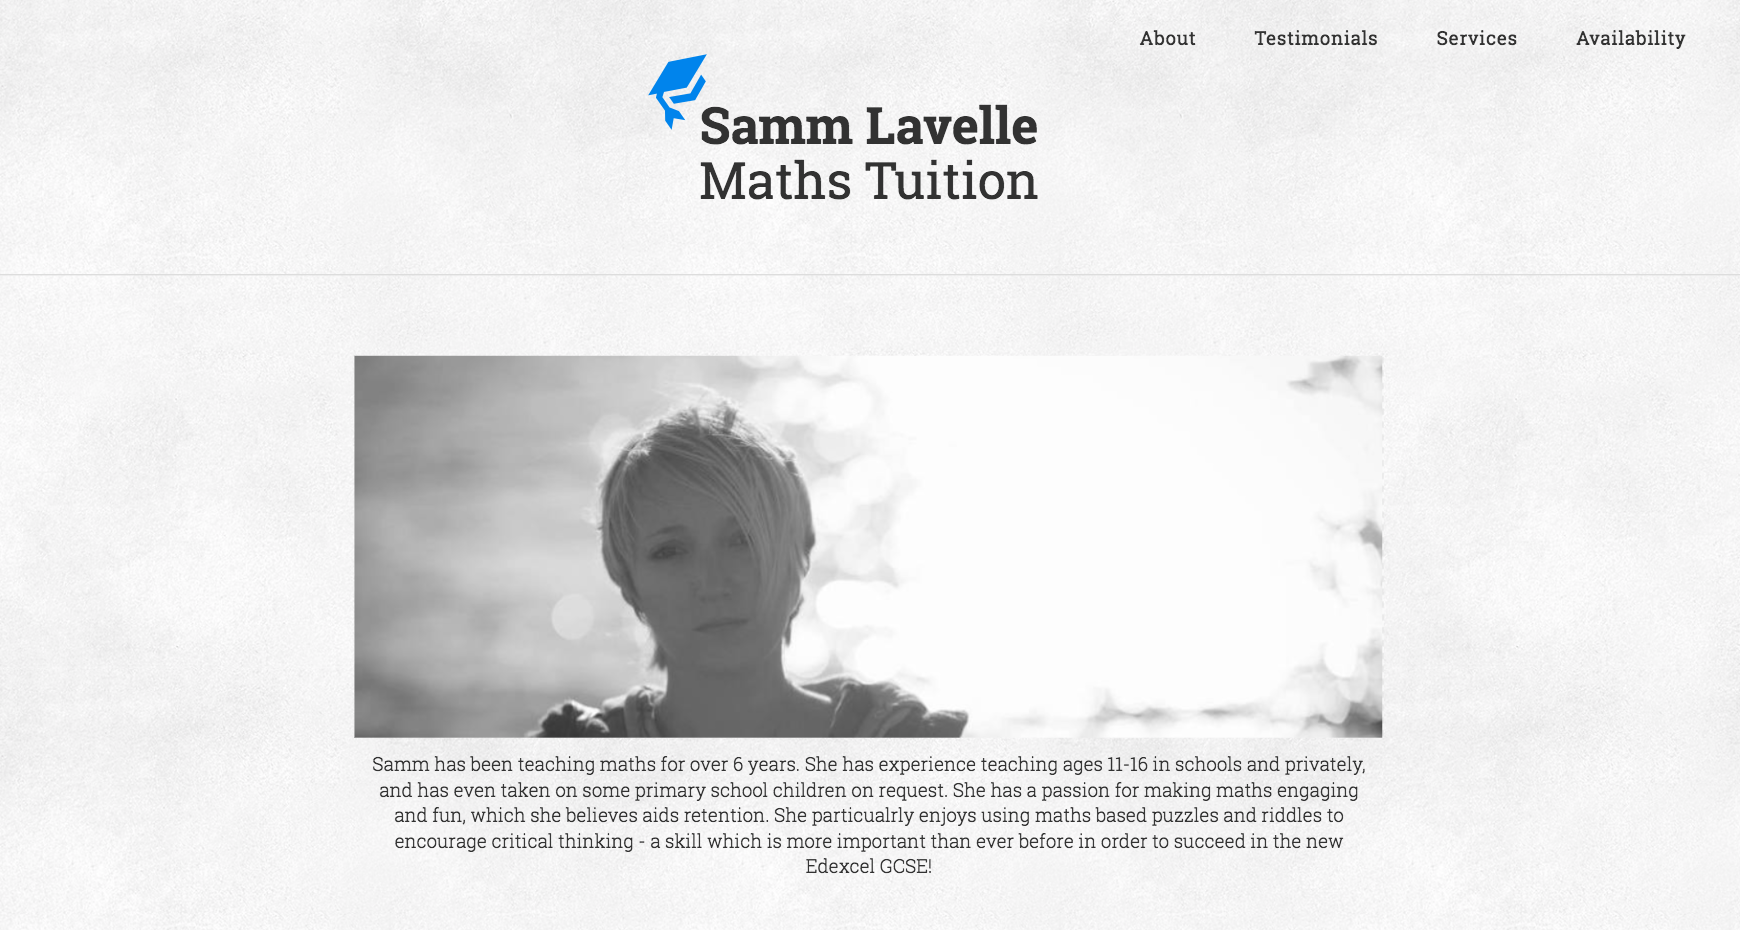 About Testimonials Services Availability
Samm Lavelle
Maths Tuition
Samm has been teaching maths for over 6 years. She has experience teaching ages 11-16 in schools and privately,
and has even taken on some primary school children on request. She has a passion for making maths engaging
and fun, which she believes aids retention. She particualrly enjoys using maths based puzzles and riddles to
encourage critical thinking - a skill which is more important than ever before in order to succeed in the new
Edexcel GCSE!